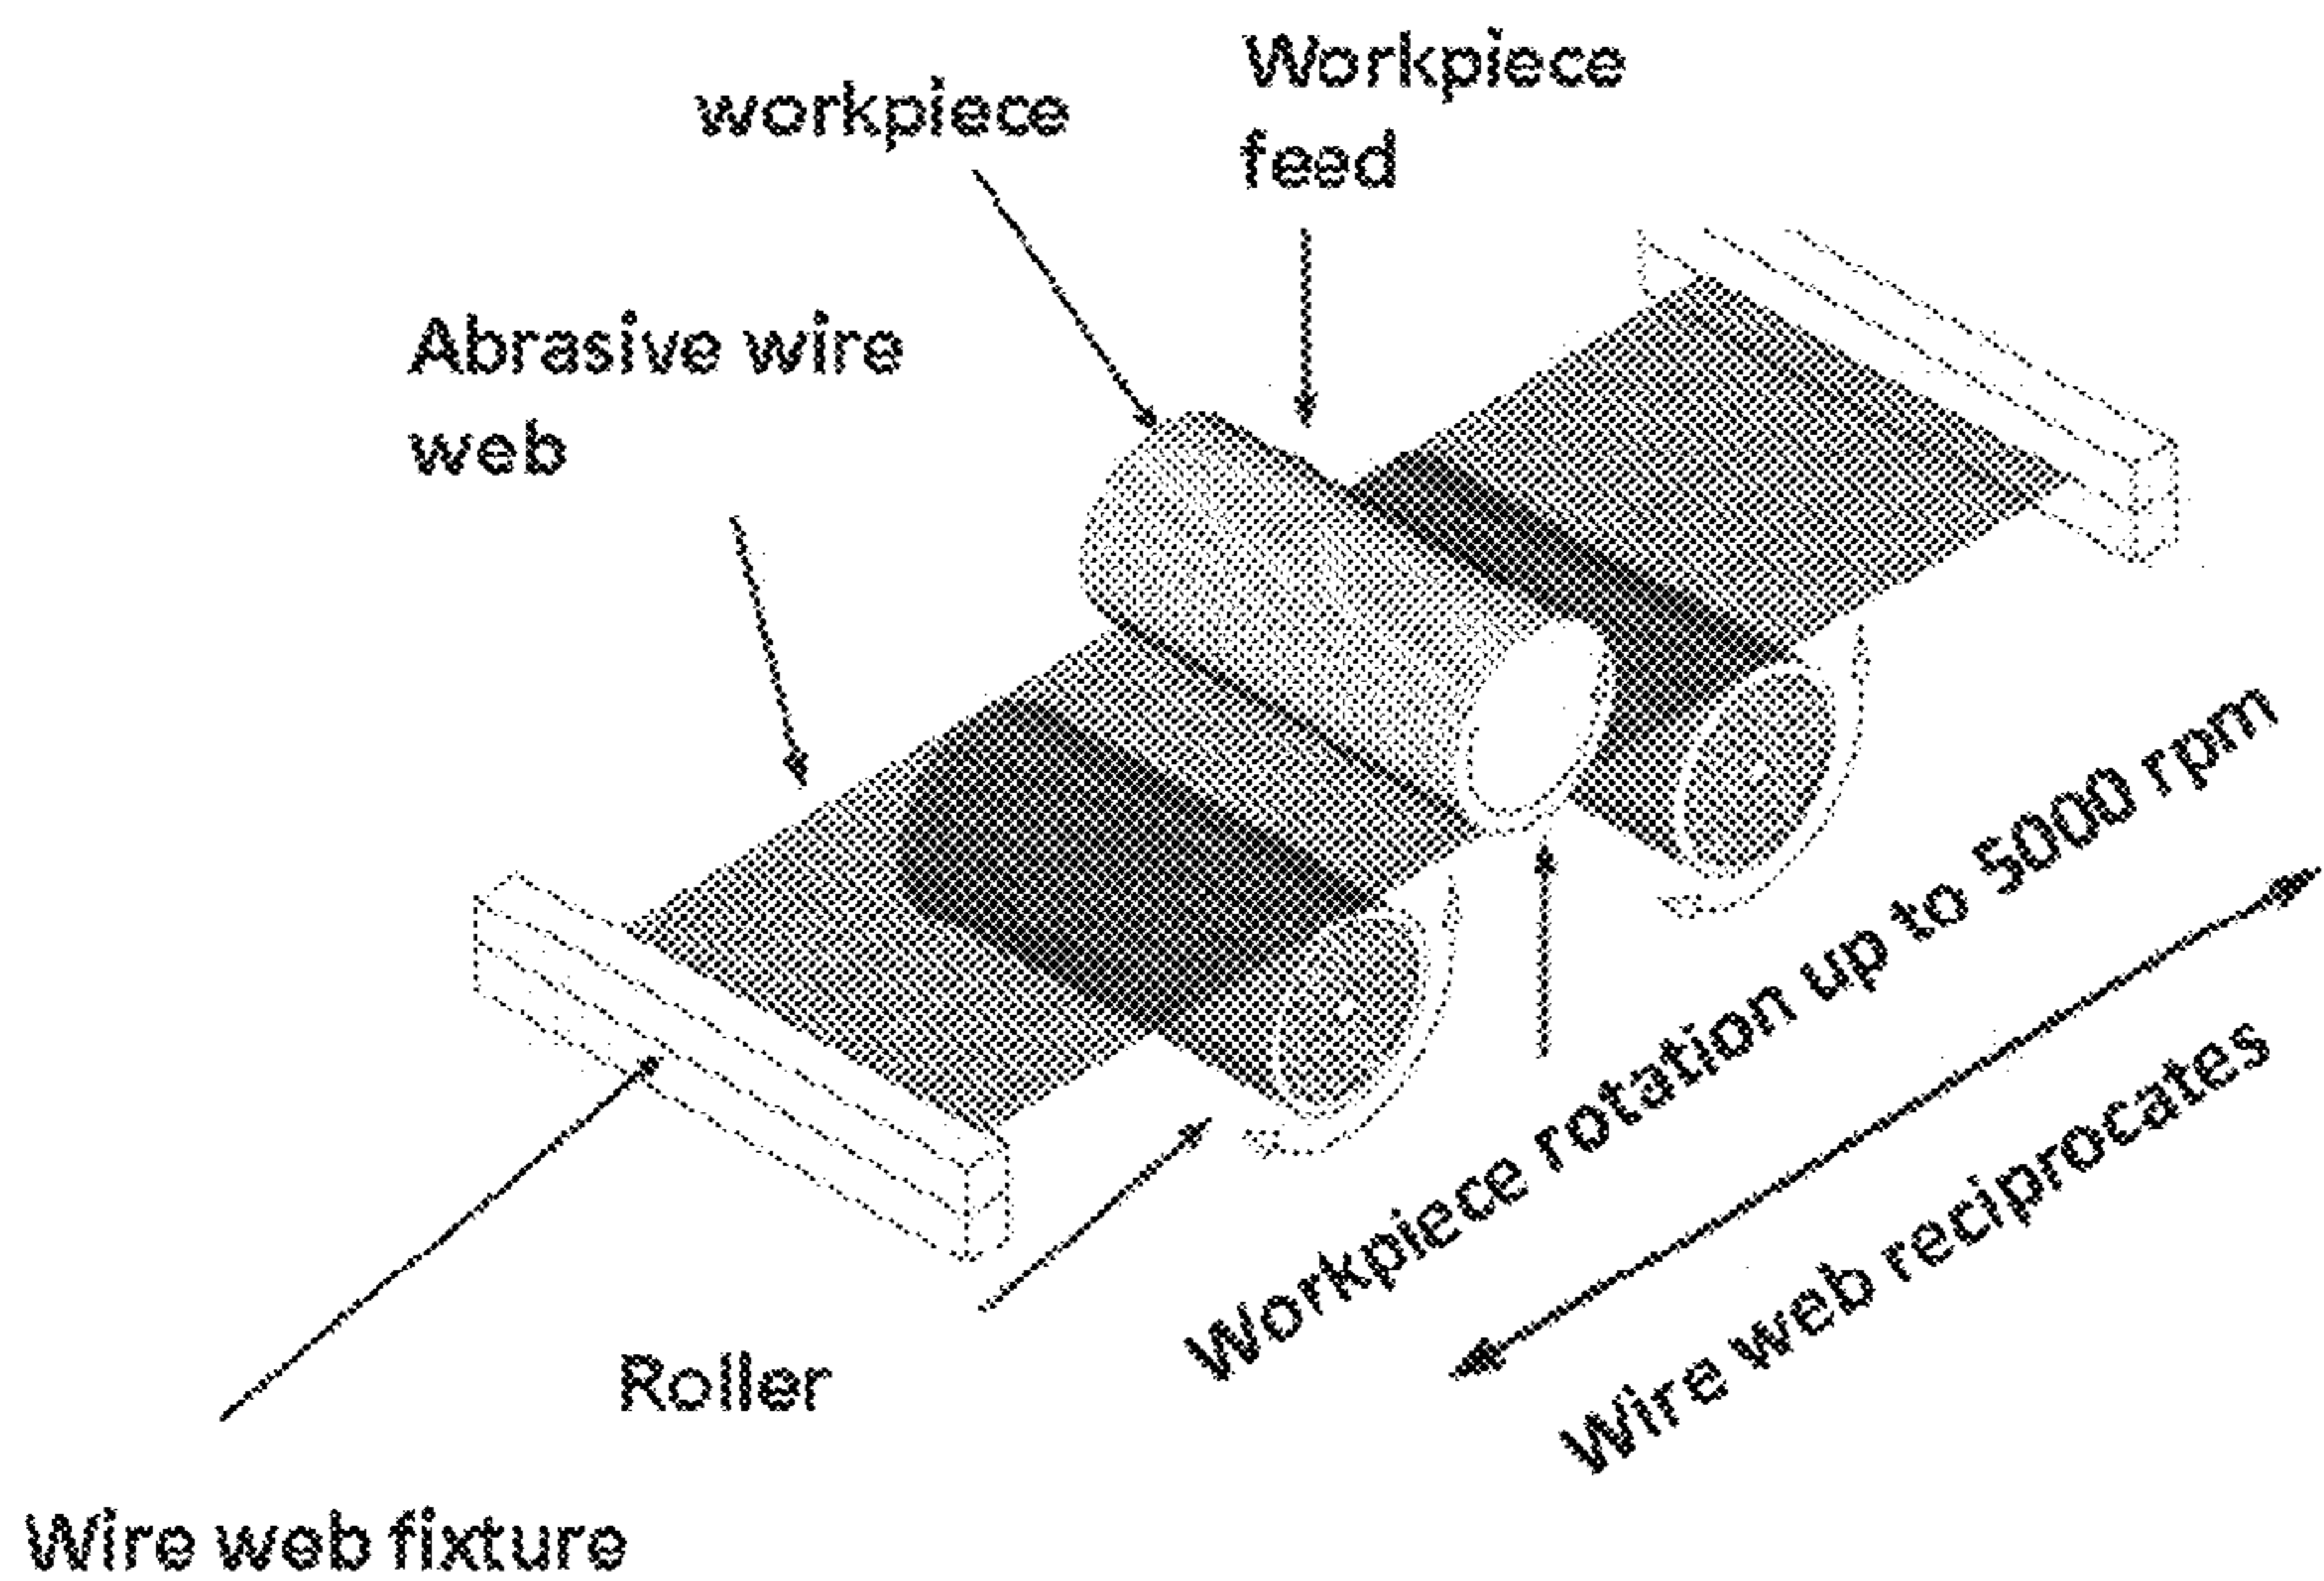 workpiece
Workpiece
feed
Abrasive wire
web
Workpiece rotation up to 5000 rpm
Wire web reciprocates
Roller
Wire web fixture